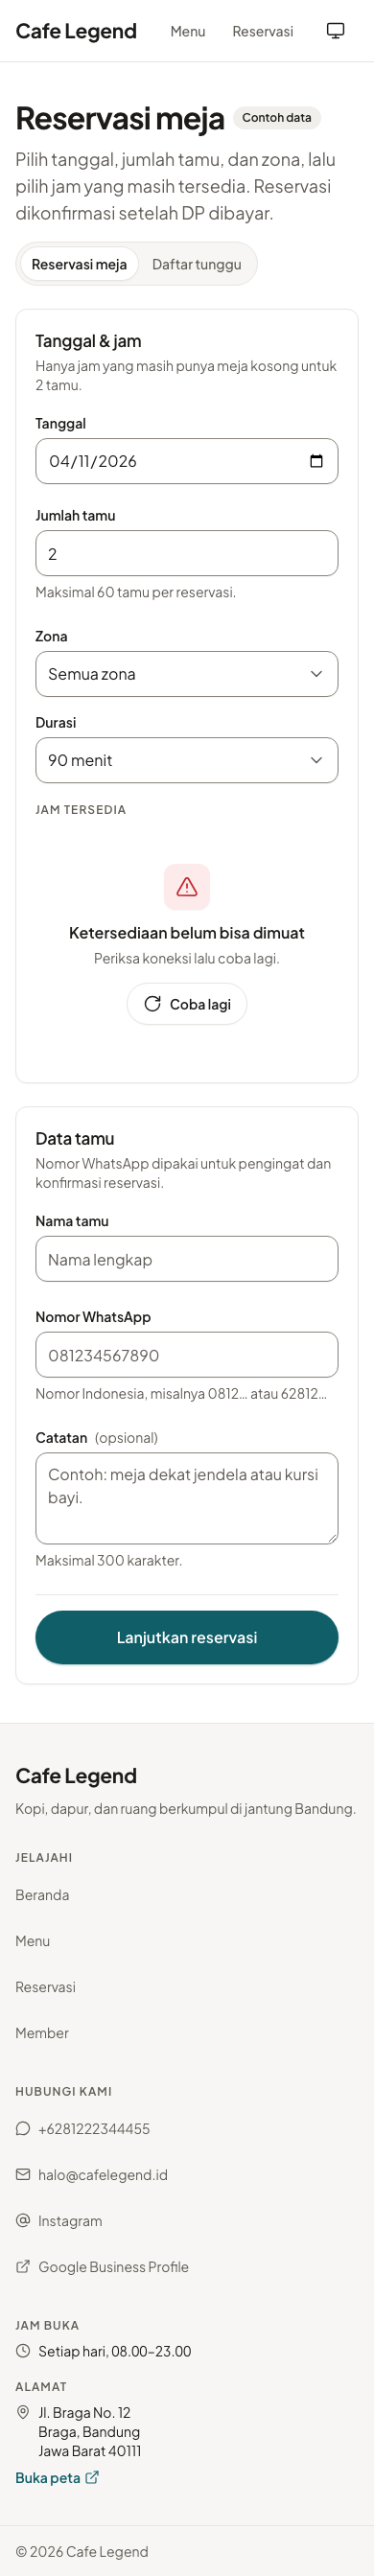 Cafe Legend
Menu
Reservasi
Reservasi meja
Contoh data
Pilih tanggal, jumlah tamu, dan zona, lalu
pilih jam yang masih tersedia. Reservasi
dikonfirmasi setelah DP dibayar.
Reservasi meja
Daftar tunggu
Tanggal & jam
Hanya jam yang masih punya meja kosong untuk
2 tamu.
Tanggal
04/11/2026
Jumlah tamu
2
Maksimal 60 tamu per reservasi.
Zona
Semua zona
Durasi
90 menit
JAM TERSEDIA
Ketersediaan belum bisa dimuat
Periksa koneksi lalu coba lagi.
Coba lagi
Data tamu
Nomor WhatsApp dipakai untuk pengingat dan
konfirmasi reservasi.
Nama tamu
Nama lengkap
Nomor WhatsApp
081234567890
Nomor Indonesia, misalnya 0812… atau 62812…
Catatan (opsional)
Contoh: meja dekat jendela atau kursi
bayi.
Maksimal 300 karakter.
Lanjutkan reservasi
Cafe Legend
Kopi, dapur, dan ruang berkumpul di jantung Bandung.
JELAJAHI
Beranda
Menu
Reservasi
Member
HUBUNGI KAMI
+6281222344455
halo@cafelegend.id
Instagram
Google Business Profile
JAM BUKA
Setiap hari, 08.00–23.00
ALAMAT
Jl. Braga No. 12
Braga, Bandung
Jawa Barat 40111
Buka peta
© 2026 Cafe Legend